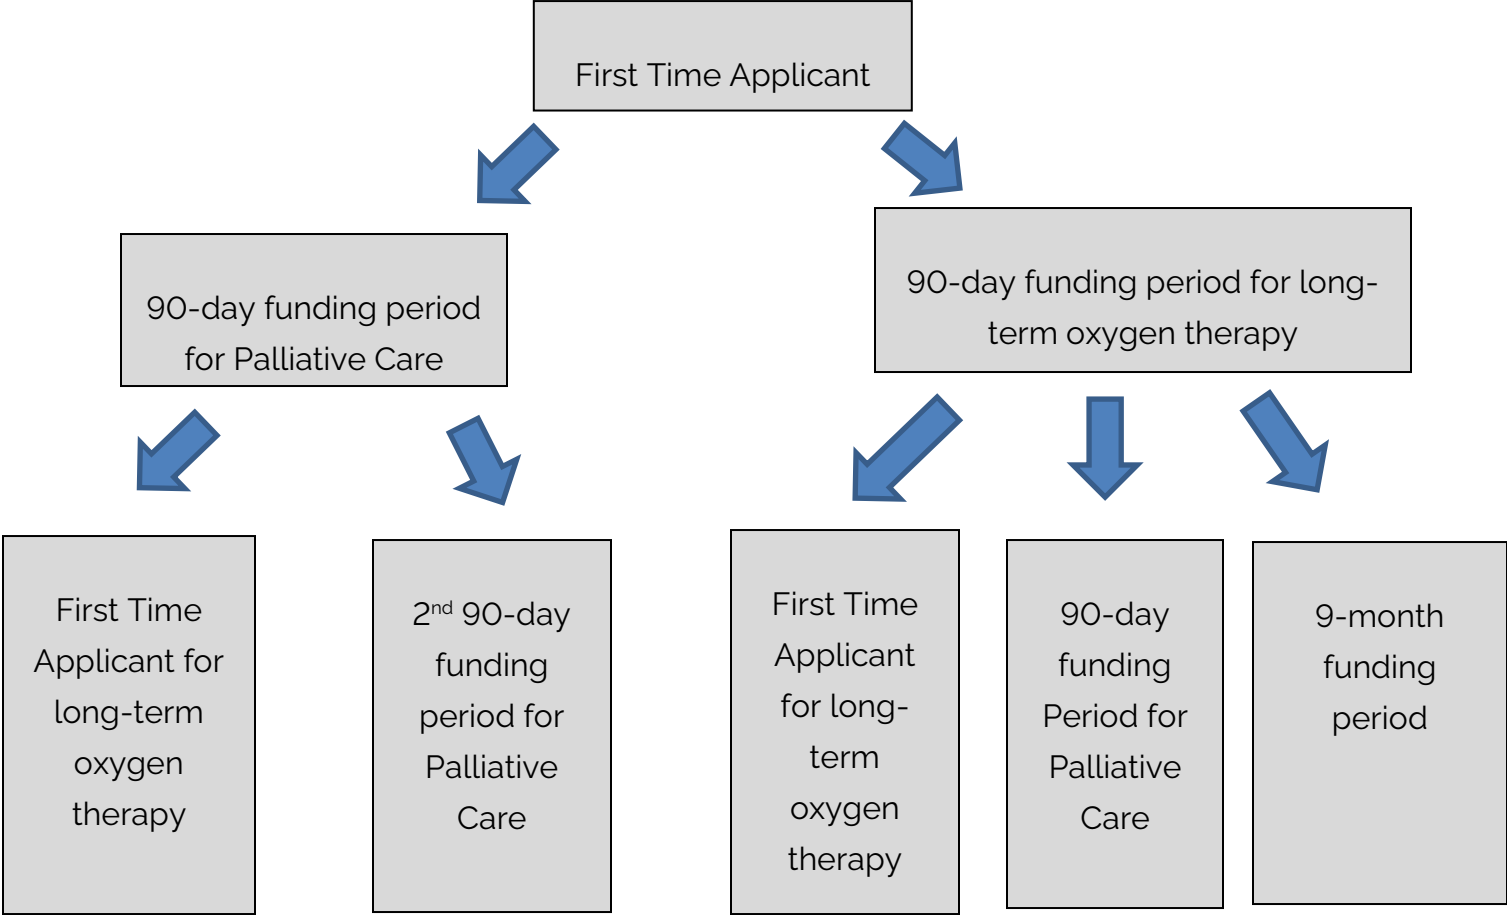 First Time Applicant
90-day funding period
for Palliative Care
90-day funding period for long-
term oxygen therapy
First Time
Applicant for
long-term
oxygen
therapy
2nd 90-day
funding
period for
Palliative
Care
First Time
Applicant
for long-
term
oxygen
therapy
90-day
funding
Period for
Palliative
Care
9-month
funding
period